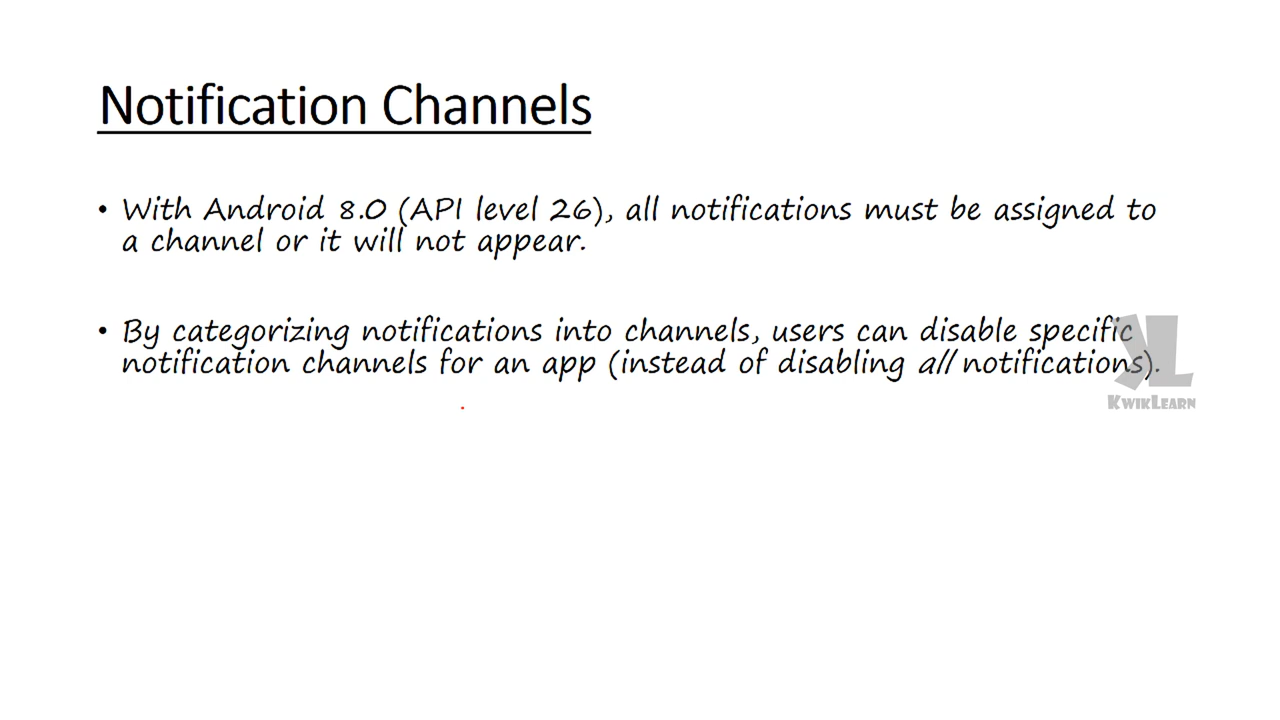 Notification Channels
• With Android 8.0 (API level 26), all notifications must be assigned to
a channel or it will not appear.
• By categorizing notifications into channels, users can disable specific
notification channels for an app (instead of disabling all notifications).
KL
KWIKLEARN